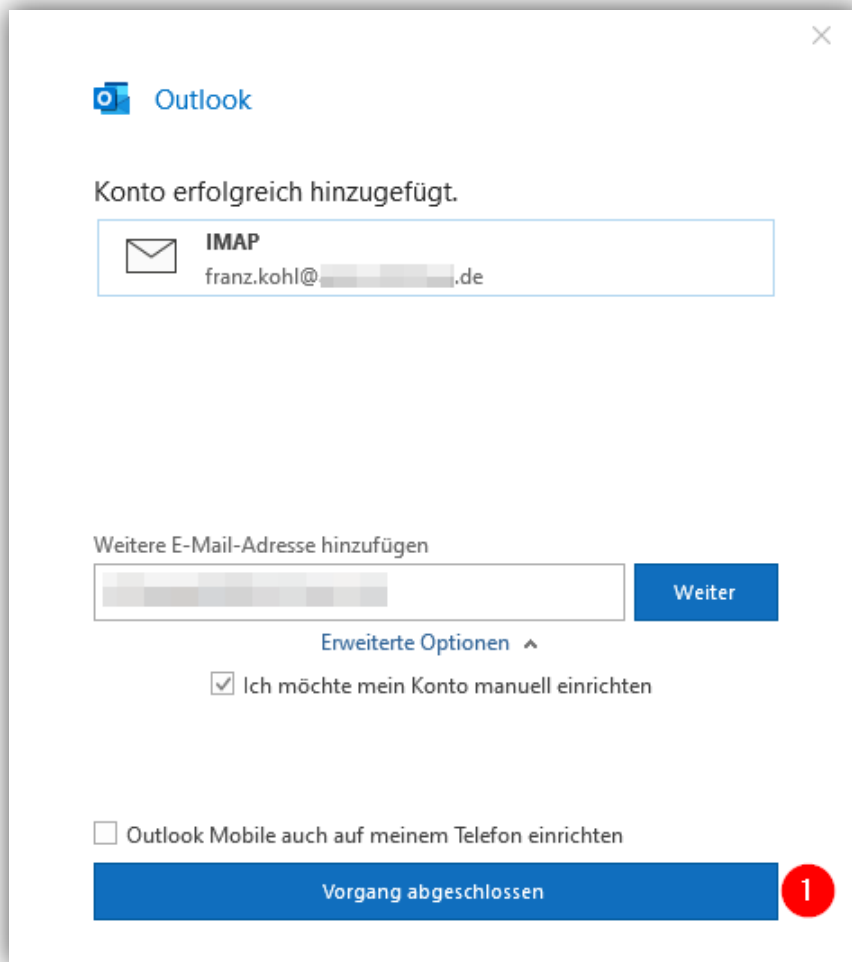 Outlook
Konto erfolgreich hinzugefügt.
IMAP
franz.kohl@ .de
Weitere E-Mail-Adresse hinzufügen
Weiter
Erweiterte Optionen
Ich möchte mein Konto manuell einrichten
Outlook Mobile auch auf meinem Telefon einrichten
Vorgang abgeschlossen
1